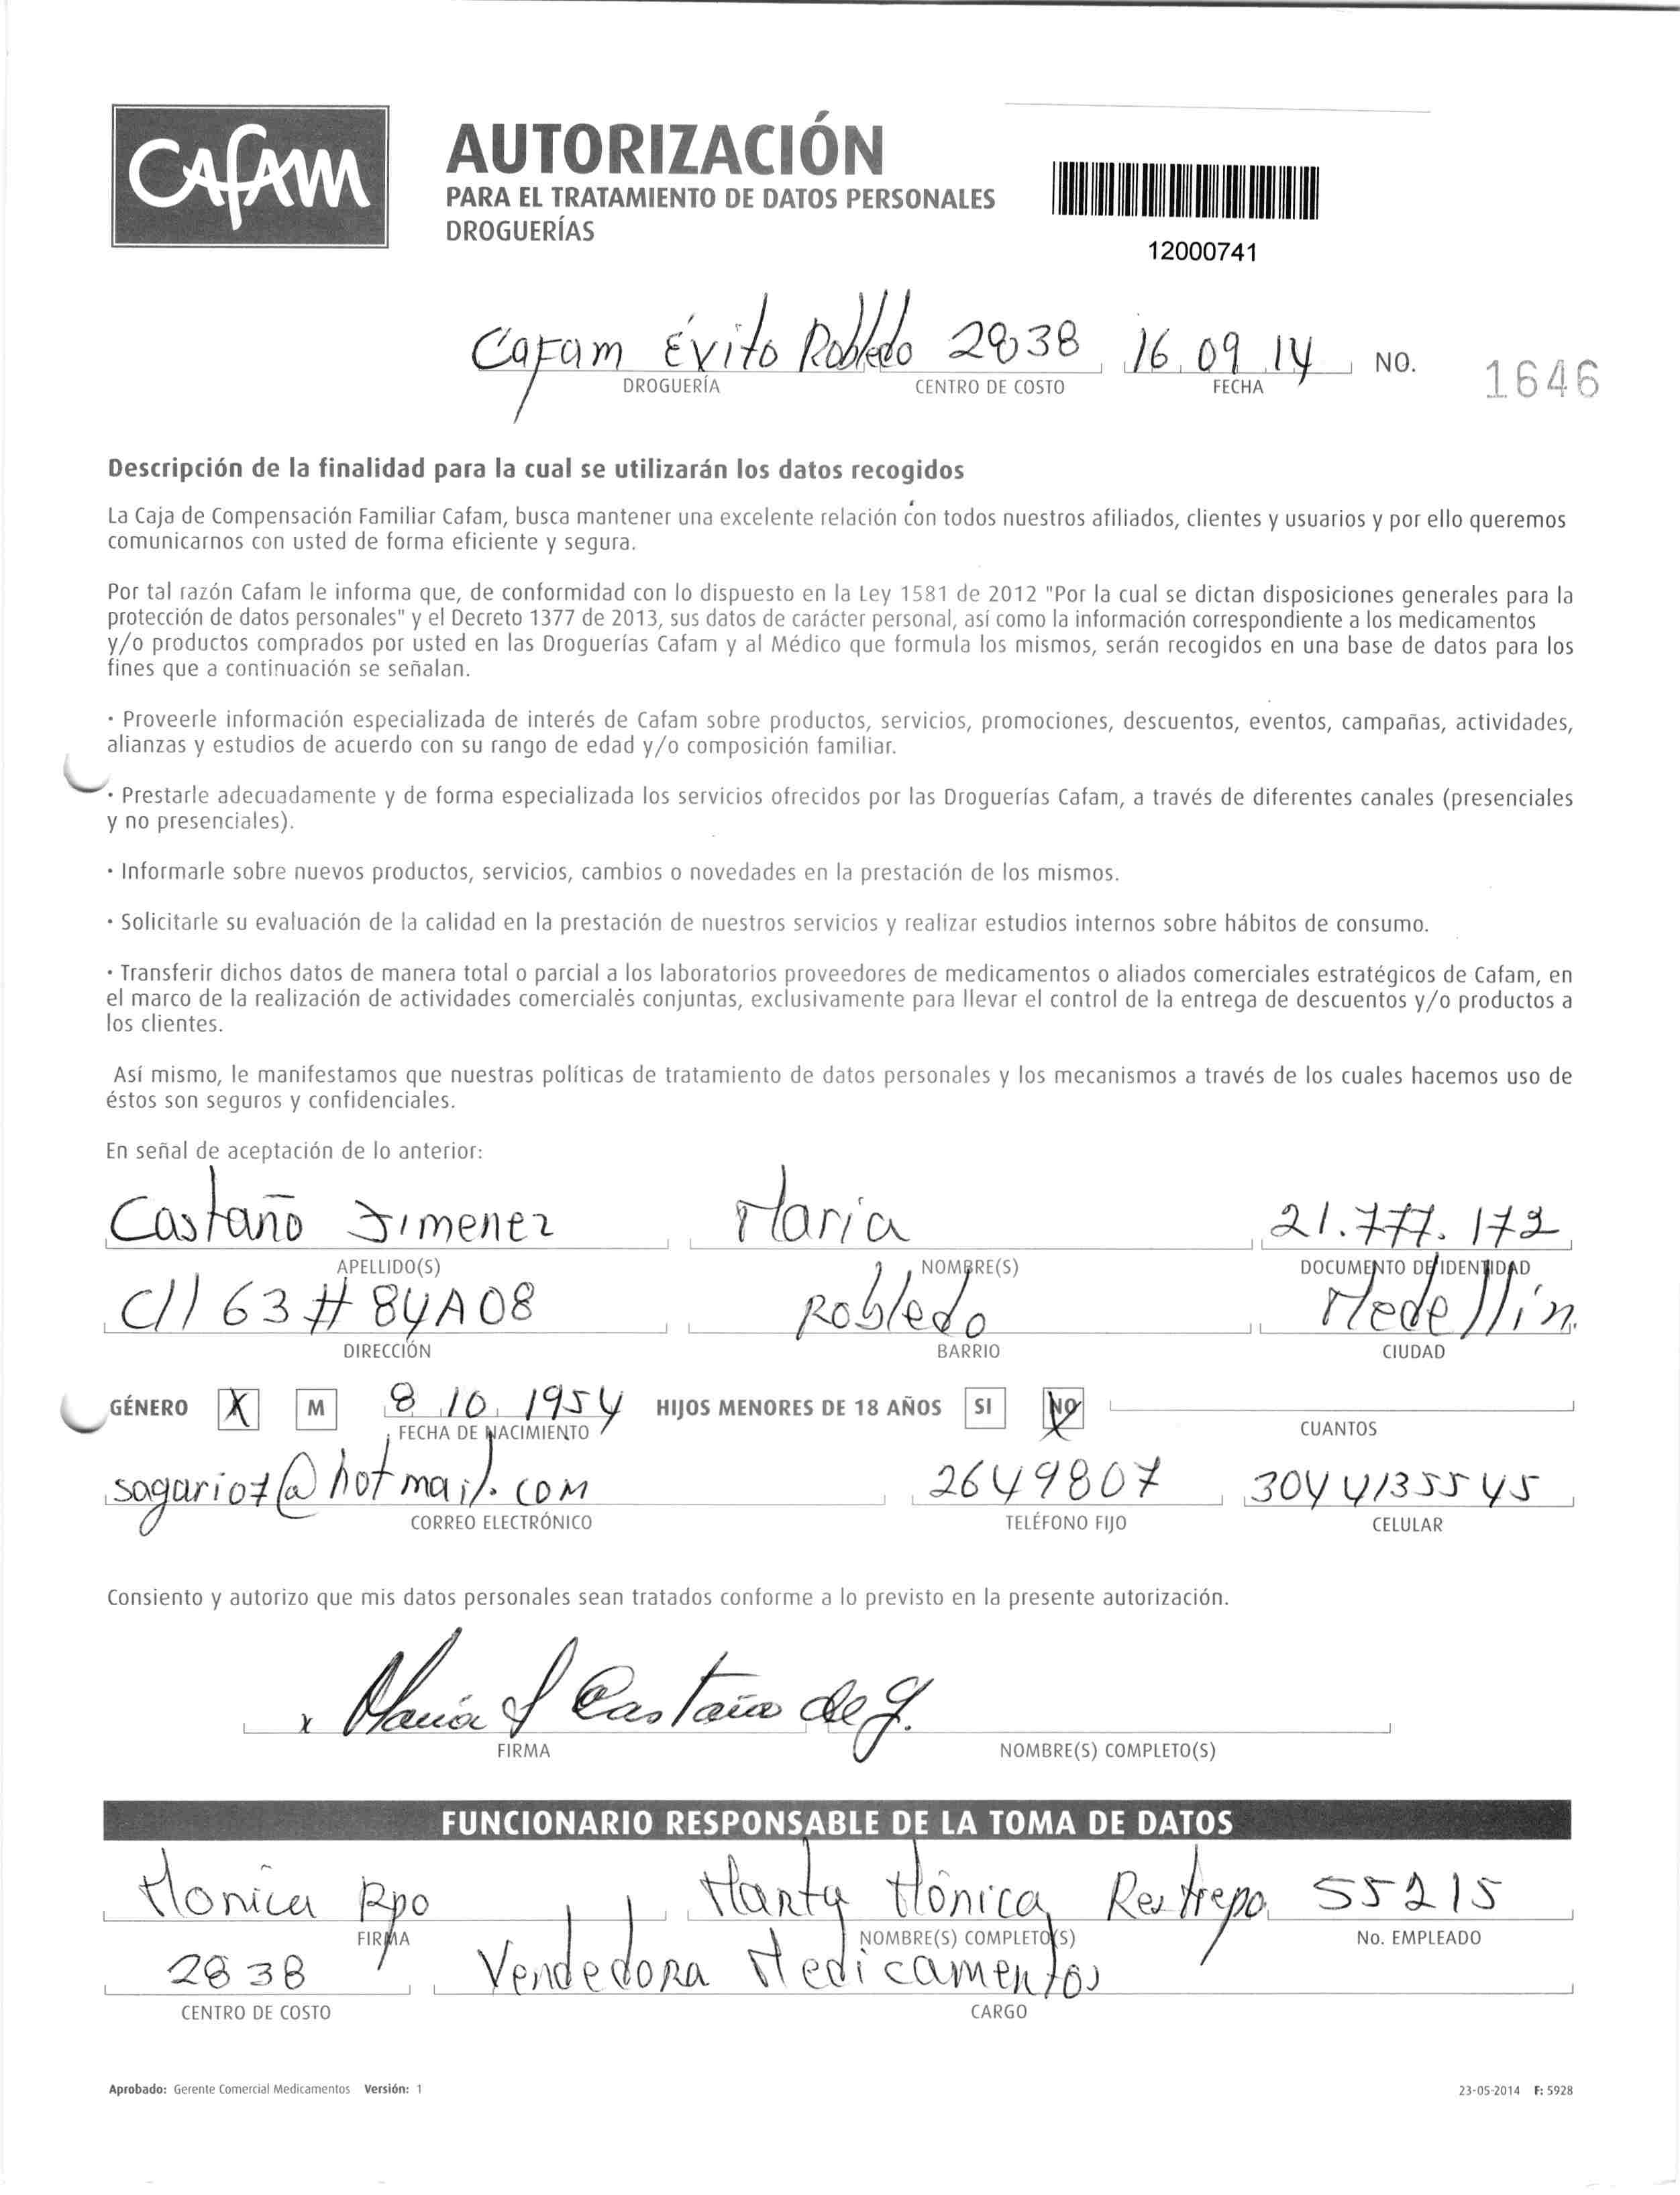 CAFAM
AUTORIZACIÓN
PARA EL TRATAMIENTO DE DATOS PERSONALES
DROGUERÍAS
12000741
Cafam Éxito Robledo 2838 16 09 14 NO. 1646
DROGUERÍA CENTRO DE COSTO FECHA
Descripción de la finalidad para la cual se utilizarán los datos recogidos
La Caja de Compensación Familiar Cafam, busca mantener una excelente relación con todos nuestros afiliados, clientes y usuarios y por ello queremos
comunicarnos con usted de forma eficiente y segura.
Por tal razón Cafam le informa que, de conformidad con lo dispuesto en la Ley 1581 de 2012 "Por la cual se dictan disposiciones generales para la
protección de datos personales" y el Decreto 1377 de 2013, sus datos de carácter personal, así como la información correspondiente a los medicamentos
y/o productos comprados por usted en las Droguerías Cafam y al Médico que formula los mismos, serán recogidos en una base de datos para los
fines que a continuación se señalan.
· Proveerle información especializada de interés de Cafam sobre productos, servicios, promociones, descuentos, eventos, campañas, actividades,
alianzas y estudios de acuerdo con su rango de edad y/o composición familiar.
· Prestarle adecuadamente y de forma especializada los servicios ofrecidos por las Droguerías Cafam, a través de diferentes canales (presenciales
y no presenciales).
· Informarle sobre nuevos productos, servicios, cambios o novedades en la prestación de los mismos.
· Solicitarle su evaluación de la calidad en la prestación de nuestros servicios y realizar estudios internos sobre hábitos de consumo.
· Transferir dichos datos de manera total o parcial a los laboratorios proveedores de medicamentos o aliados comerciales estratégicos de Cafam, en
el marco de la realización de actividades comerciales conjuntas, exclusivamente para llevar el control de la entrega de descuentos y/o productos a
los clientes.
Así mismo, le manifestamos que nuestras políticas de tratamiento de datos personales y los mecanismos a través de los cuales hacemos uso de
éstos son seguros y confidenciales.
En señal de aceptación de lo anterior:
Castaño Jimenez Maria 21.777.172
APELLIDO(S) NOMBRE(S) DOCUMENTO DE IDENTIDAD
Cll 63 # 84A08 Robledo Medellín
DIRECCIÓN BARRIO CIUDAD
GÉNERO X M 8 10 1954 HIJOS MENORES DE 18 AÑOS SI NO
FECHA DE NACIMIENTO CUANTOS
sagario7@hotmail.com 2649807 3044135545
CORREO ELECTRÓNICO TELÉFONO FIJO CELULAR
Consiento y autorizo que mis datos personales sean tratados conforme a lo previsto en la presente autorización.
x María S Castaño de J.
FIRMA NOMBRE(S) COMPLETO(S)
FUNCIONARIO RESPONSABLE DE LA TOMA DE DATOS
Monica Rpo Marta Mónica Restrepo 55215
FIRMA NOMBRE(S) COMPLETO(S) No. EMPLEADO
2838 Vendedora Medicamentos
CENTRO DE COSTO CARGO
Aprobado: Gerente Comercial Medicamentos Versión: 1 23-05-2014 F: 5928